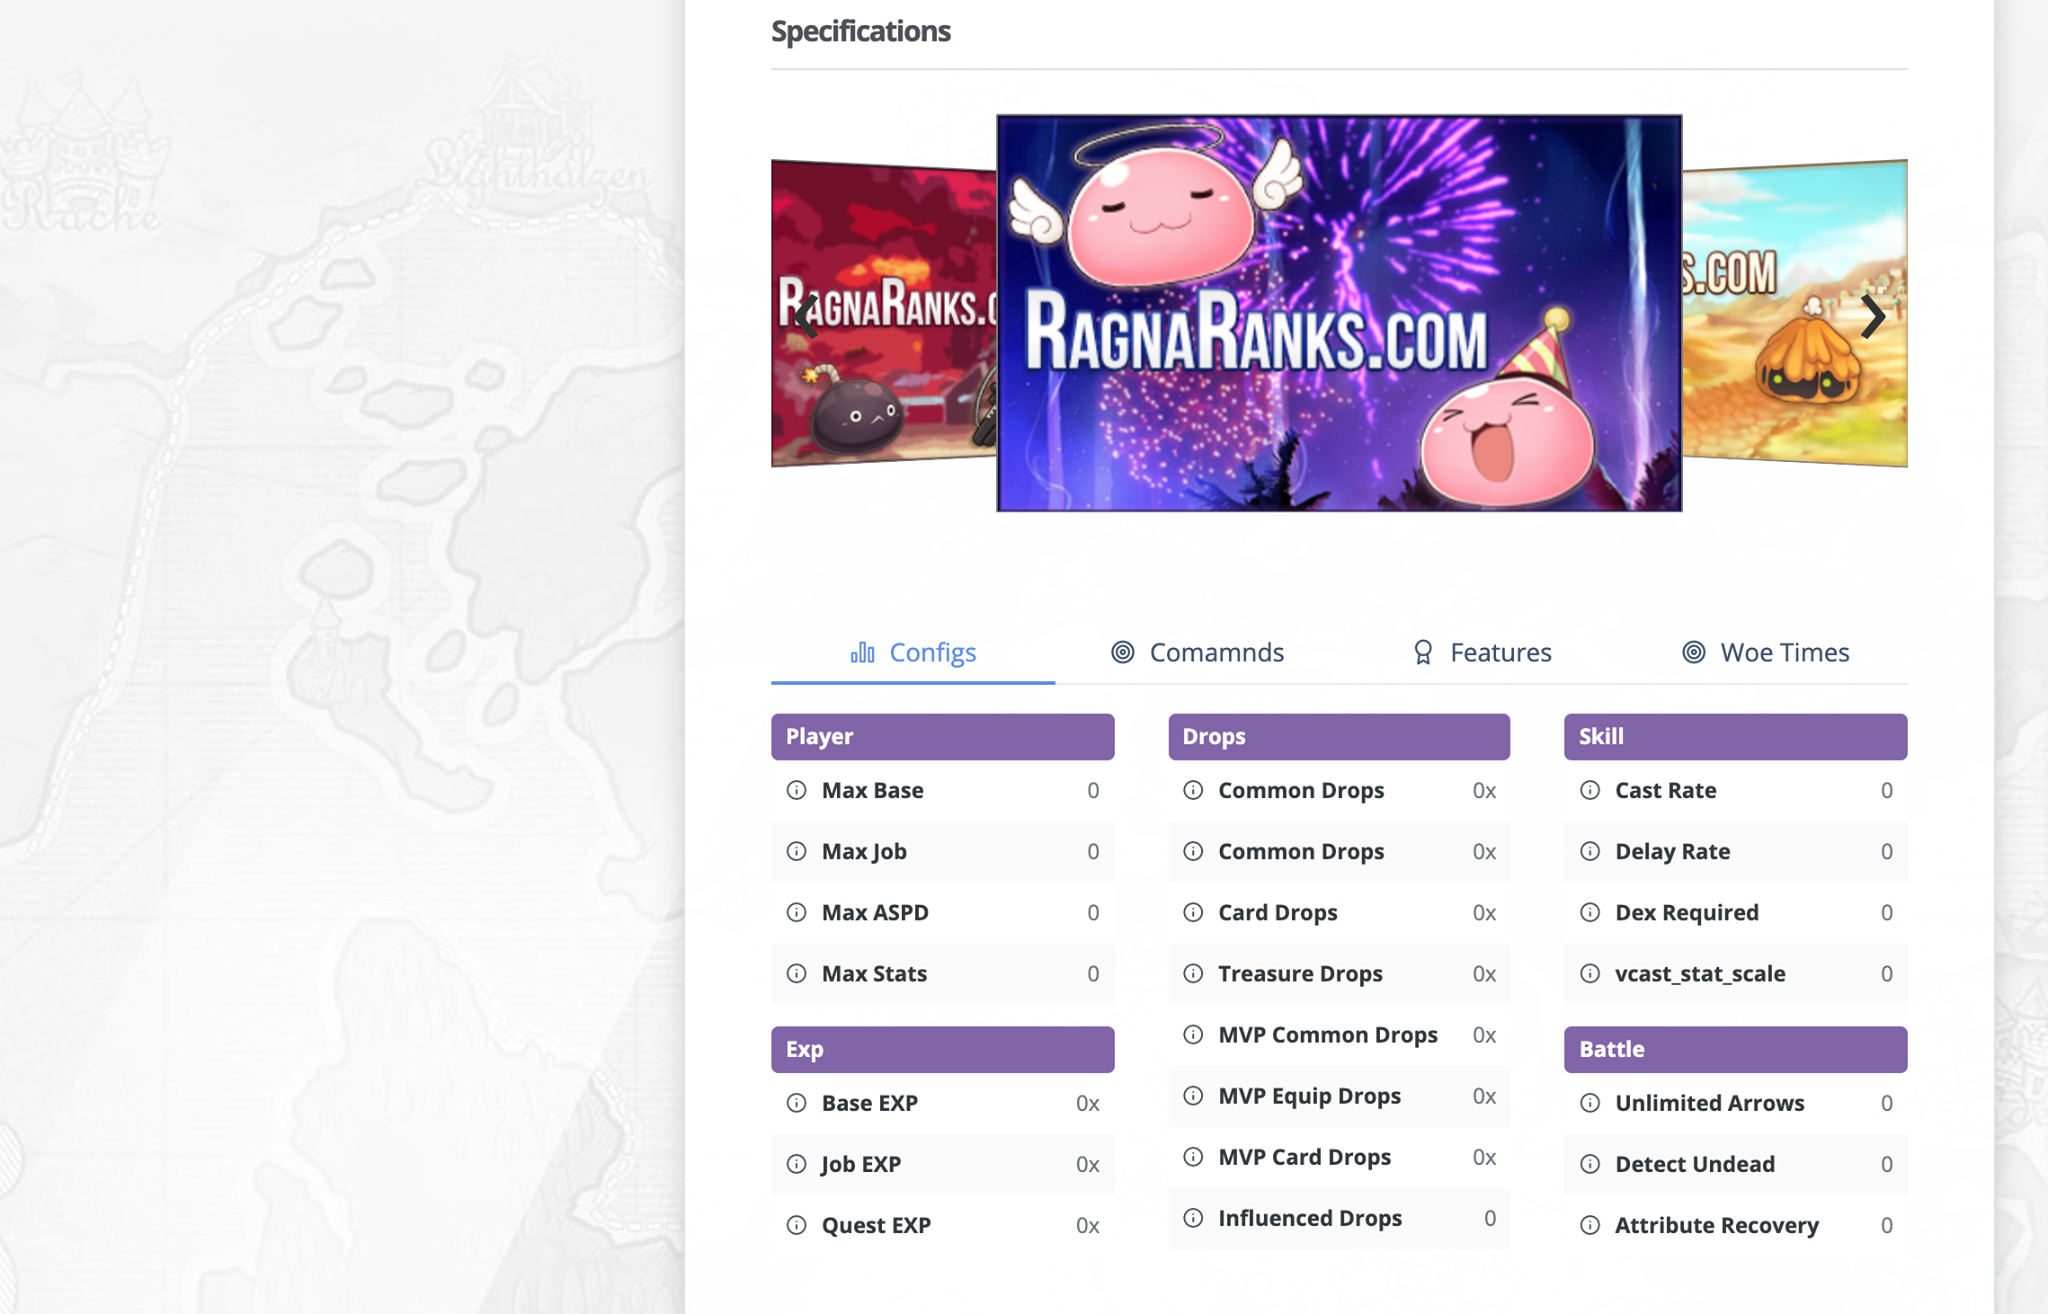 Specifications
Rache
Lighthalzen
RAGNARANKS.C
RAGNARANKS.COM
S.COM
Configs
Comamnds
Features
Woe Times
Player
Max Base 0
Max Job 0
Max ASPD 0
Max Stats 0
Exp
Base EXP 0x
Job EXP 0x
Quest EXP 0x
Drops
Common Drops 0x
Common Drops 0x
Card Drops 0x
Treasure Drops 0x
MVP Common Drops 0x
MVP Equip Drops 0x
MVP Card Drops 0x
Influenced Drops 0
Skill
Cast Rate 0
Delay Rate 0
Dex Required 0
vcast_stat_scale 0
Battle
Unlimited Arrows 0
Detect Undead 0
Attribute Recovery 0